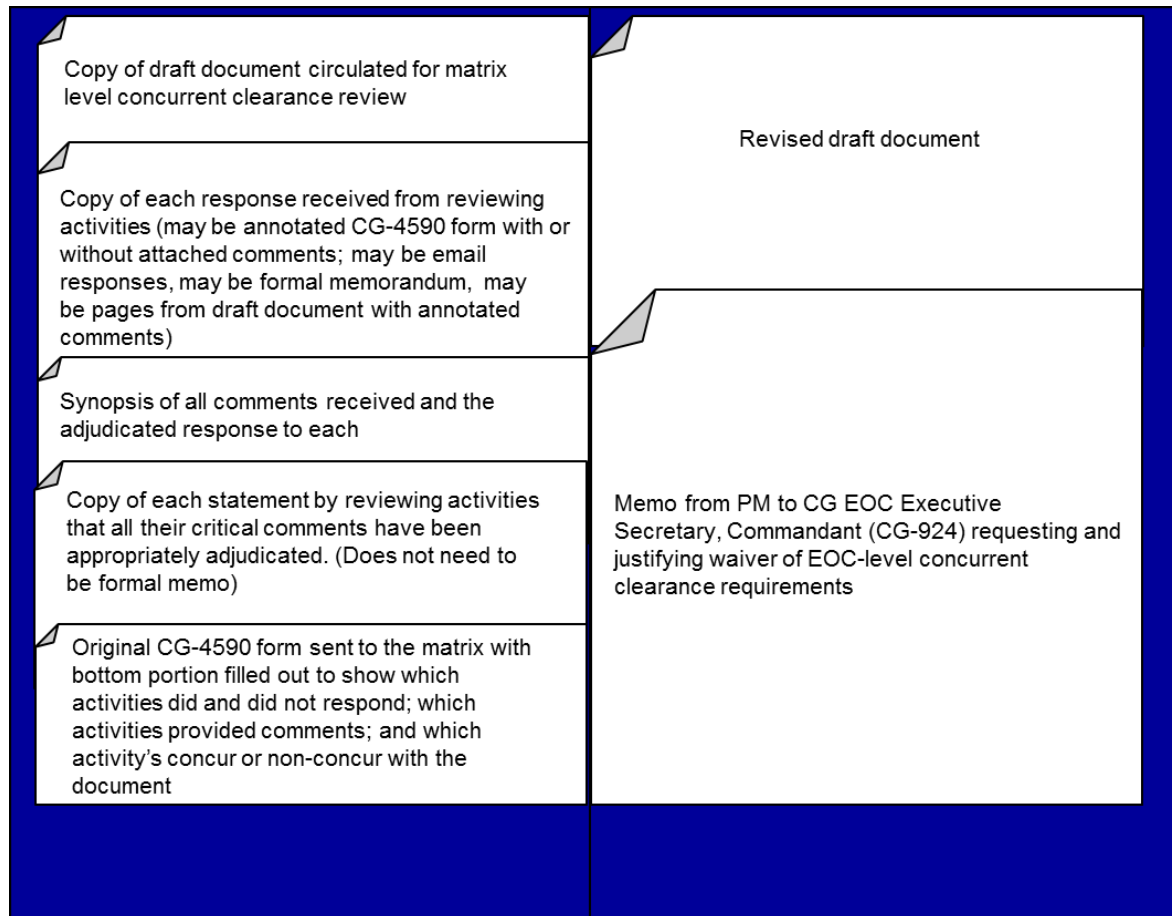 Copy of draft document circulated for matrix
level concurrent clearance review
Copy of each response received from reviewing
activities (may be annotated CG-4590 form with or
without attached comments; may be email
responses, may be formal memorandum, may
be pages from draft document with annotated
comments)
Synopsis of all comments received and the
adjudicated response to each
Copy of each statement by reviewing activities
that all their critical comments have been
appropriately adjudicated. (Does not need to
be formal memo)
Original CG-4590 form sent to the matrix with
bottom portion filled out to show which
activities did and did not respond; which
activities provided comments; and which
activity’s concur or non-concur with the
document
Revised draft document
Memo from PM to CG EOC Executive
Secretary, Commandant (CG-924) requesting and
justifying waiver of EOC-level concurrent
clearance requirements